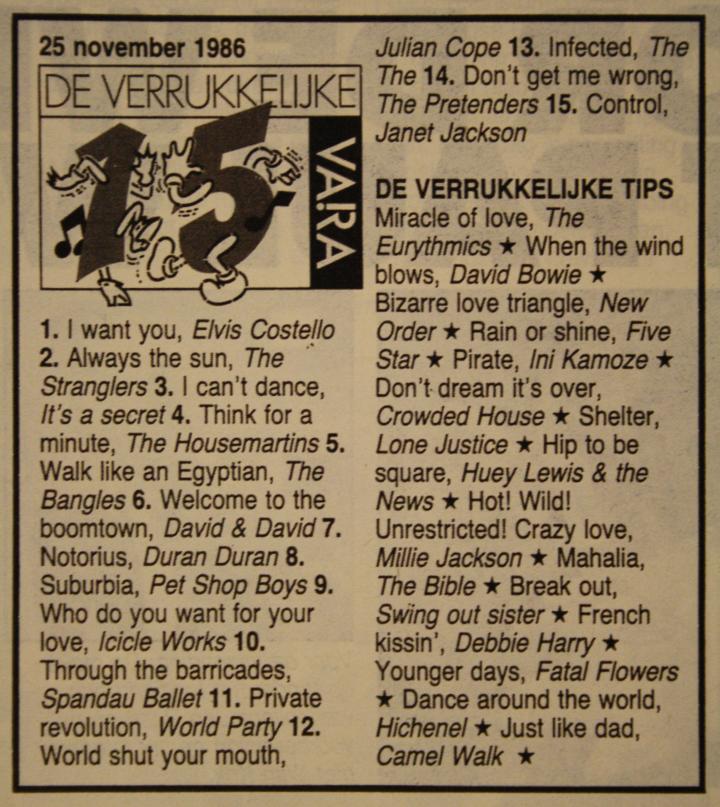 25 november 1986
DE VERRUKKELIJKE
15
VARA
1. I want you, Elvis Costello
2. Always the sun, The
Stranglers 3. I can't dance,
It's a secret 4. Think for a
minute, The Housemartins 5.
Walk like an Egyptian, The
Bangles 6. Welcome to the
boomtown, David & David 7.
Notorius, Duran Duran 8.
Suburbia, Pet Shop Boys 9.
Who do you want for your
love, Icicle Works 10.
Through the barricades,
Spandau Ballet 11. Private
revolution, World Party 12.
World shut your mouth,
Julian Cope 13. Infected, The
The 14. Don't get me wrong,
The Pretenders 15. Control,
Janet Jackson
DE VERRUKKELIJKE TIPS
Miracle of love, The
Eurythmics ★ When the wind
blows, David Bowie ★
Bizarre love triangle, New
Order ★ Rain or shine, Five
Star ★ Pirate, Ini Kamoze ★
Don't dream it's over,
Crowded House ★ Shelter,
Lone Justice ★ Hip to be
square, Huey Lewis & the
News ★ Hot! Wild!
Unrestricted! Crazy love,
Millie Jackson ★ Mahalia,
The Bible ★ Break out,
Swing out sister ★ French
kissin', Debbie Harry ★
Younger days, Fatal Flowers
★ Dance around the world,
Hichenel ★ Just like dad,
Camel Walk ★